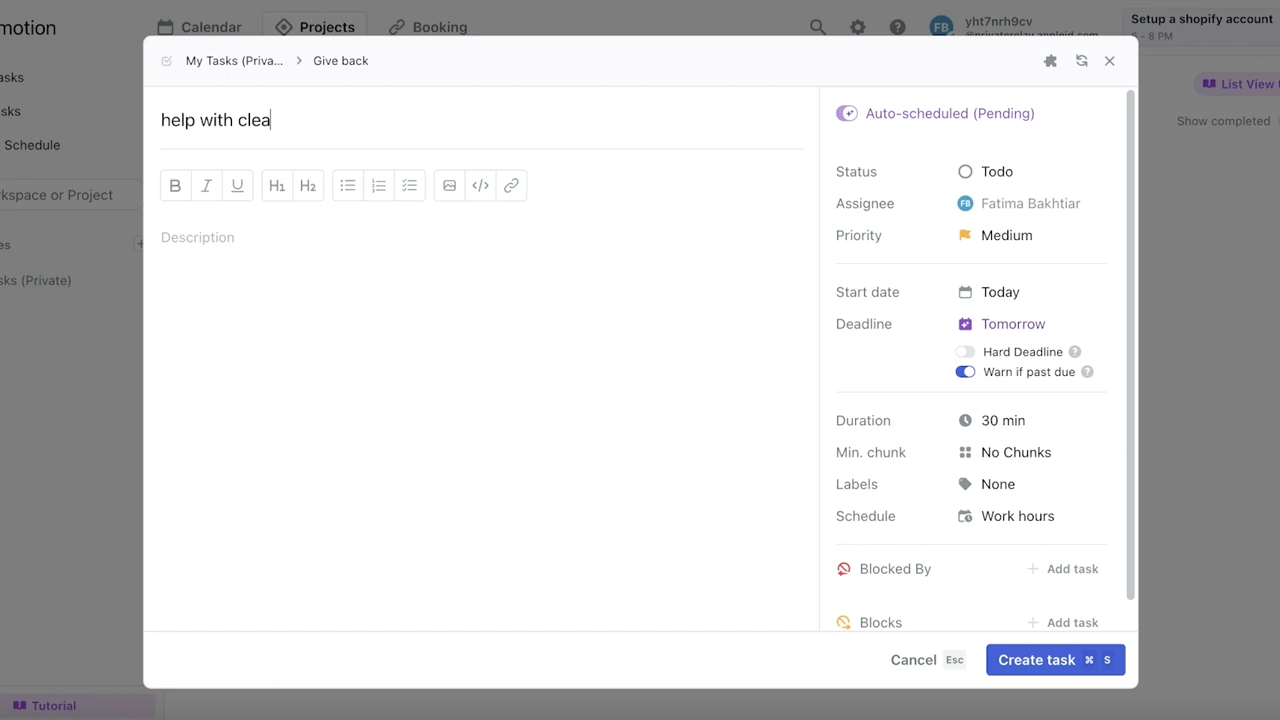 motion
Calendar
Projects
Booking
FB
yht7nrh9cv
Setup a shopify account
- 8 PM
asks
sks
Schedule
kspace or Project
es
+
sks (Private)
List View
Show completed
My Tasks (Priva... > Give back
help with clea
B I U H1 H2
Description
Auto-scheduled (Pending)
Status Todo
Assignee FB Fatima Bakhtiar
Priority Medium
Start date Today
Deadline Tomorrow
Hard Deadline ?
Warn if past due ?
Duration 30 min
Min. chunk No Chunks
Labels None
Schedule Work hours
Blocked By + Add task
Blocks + Add task
Cancel Esc
Create task ⌘ S
Tutorial